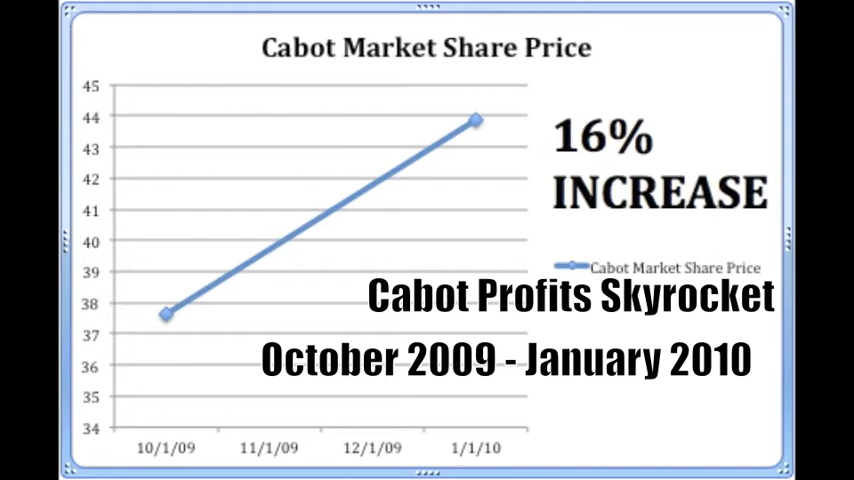 Cabot Market Share Price
45
44
43
42
41
40
39
38
37
36
35
34
10/1/09 11/1/09 12/1/09 1/1/10
16%
INCREASE
Cabot Market Share Price
Cabot Profits Skyrocket
October 2009 - January 2010